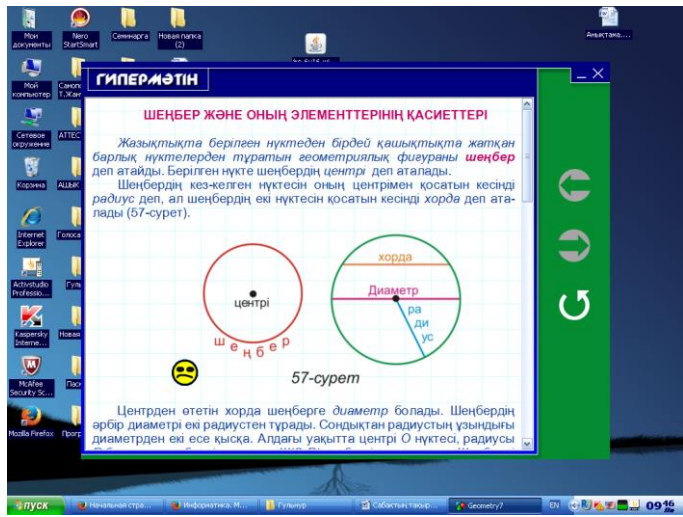 Мои документы
Nero StartSmart
Семинарга
Новая папка (2)
Анықтама....
Мой компьютер
Сетевое окружение
Корзина
Internet Explorer
Activstudio Professio...
Kaspersky Interne...
McAfee Security Sc...
Mozilla Firefox
ГИПЕРМӘТІН
ШЕҢБЕР ЖӘНЕ ОНЫҢ ЭЛЕМЕНТТЕРІНІҢ ҚАСИЕТТЕРІ
Жазықтықта берілген нүктеден бірдей қашықтықта жатқан
барлық нүктелерден тұратын геометриялық фигураны шеңбер
деп атайды. Берілген нүкте шеңбердің центрі деп аталады.
Шеңбердің кез-келген нүктесін оның центрімен қосатын кесінді
радиус деп, ал шеңбердің екі нүктесін қосатын кесінді хорда деп ата-
лады (57-сурет).
центрі
шеңбер
хорда
Диаметр
ра
ди
ус
57-сурет
Центрден өтетін хорда шеңберге диаметр болады. Шеңбердің
әрбір диаметрі екі радиустен тұрады. Сондықтан радиустың ұзындығы
диаметрден екі есе қысқа. Алдағы уақытта центрі О нүктесі, радиусы
пуск
Начальная стра...
Информатика. М...
Гульнур
Сабақтың тақыр...
Geometry7
EN
09 46